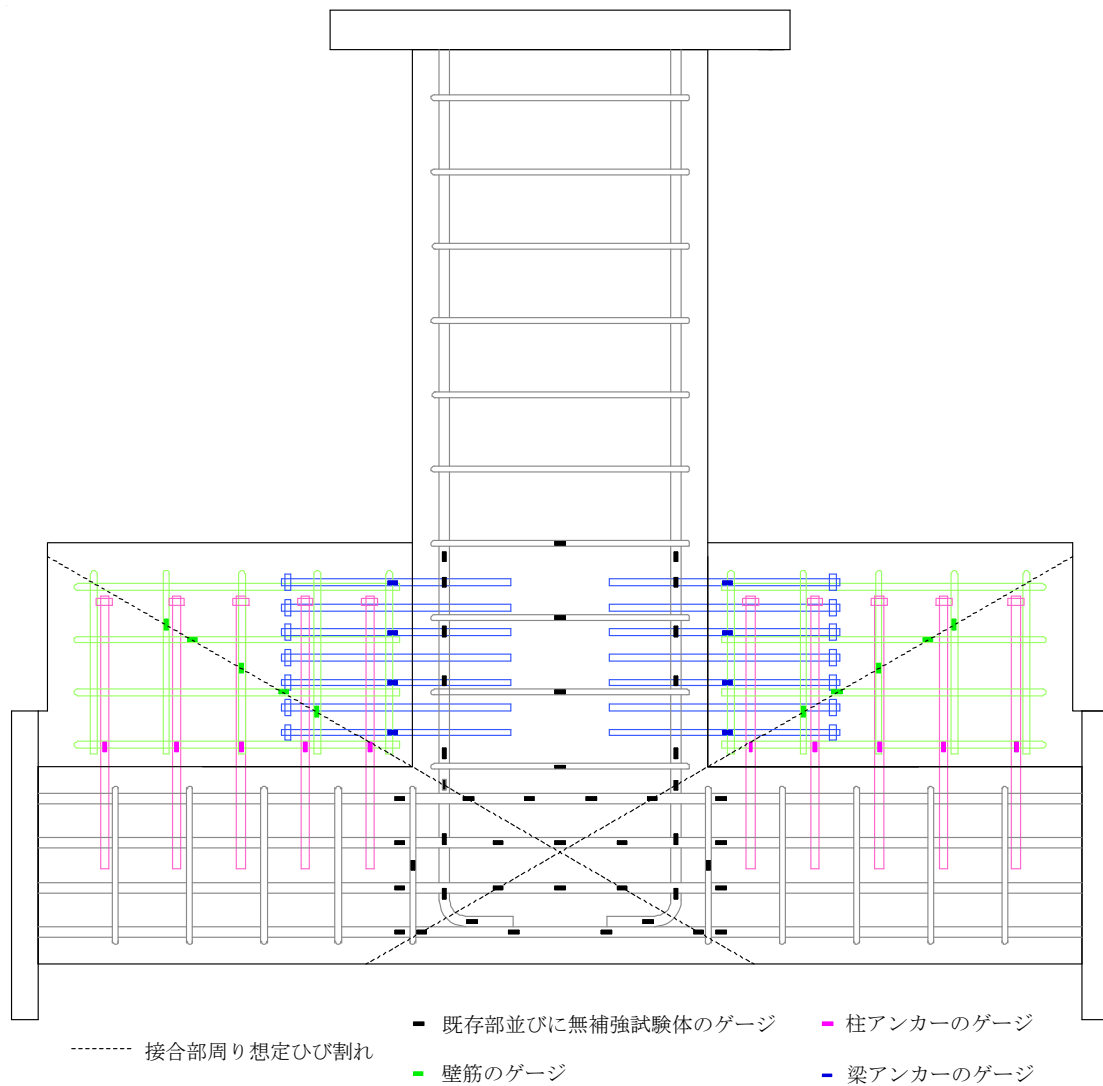 既存部並びに無補強試験体のゲージ
柱アンカーのゲージ
接合部周り想定ひび割れ
壁筋のゲージ
梁アンカーのゲージ